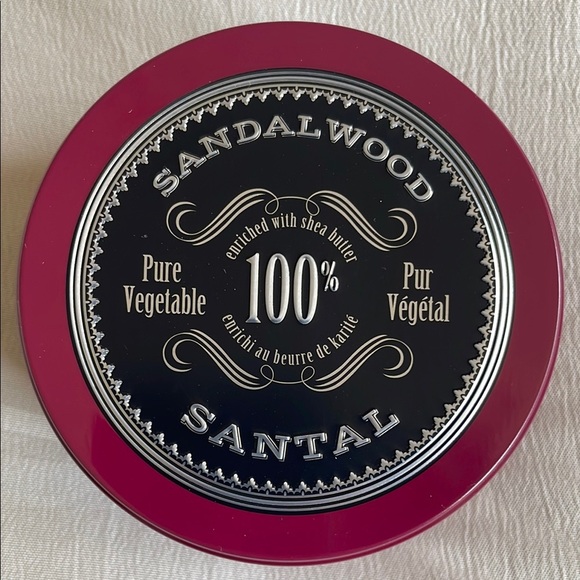 SANDALWOOD
enriched with shea butter
Pure
Vegetable
100%
Pur
Végétal
enrichi au beurre de karité
SANTAL